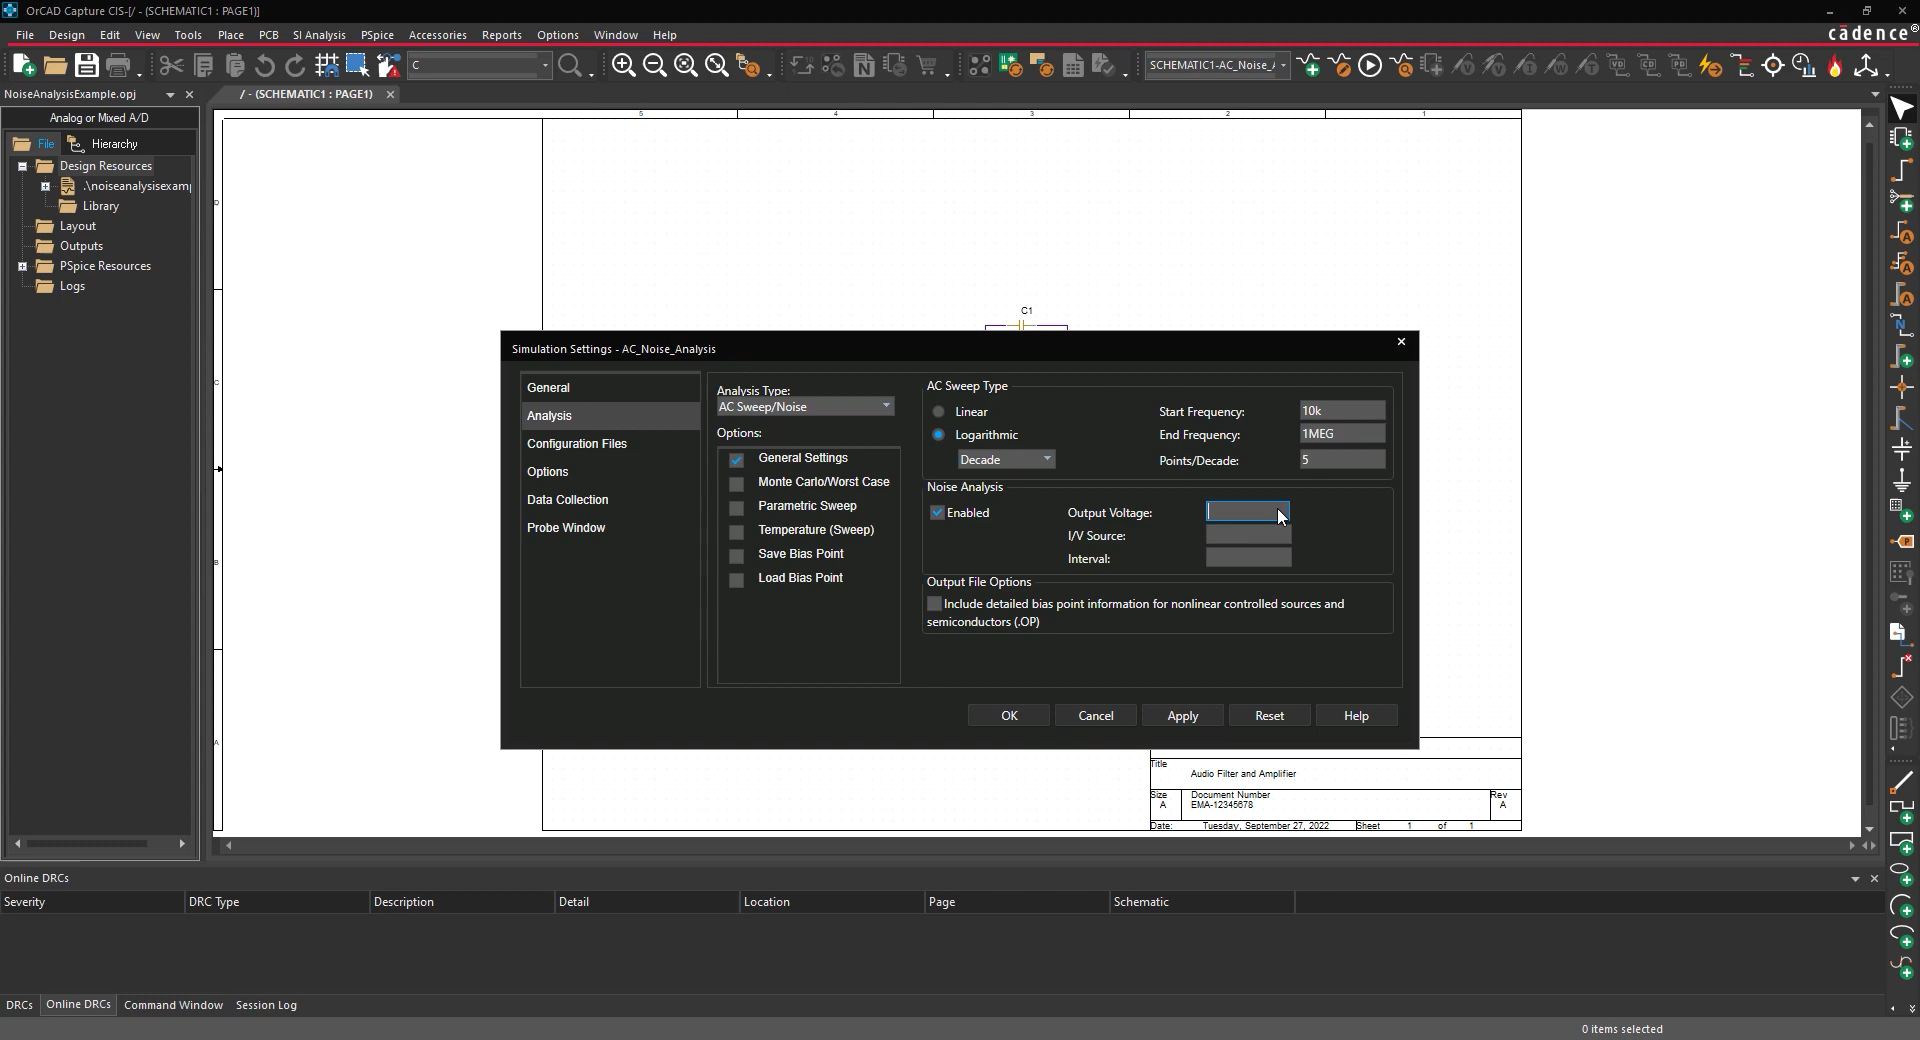 OrCAD Capture CIS-[/ - (SCHEMATIC1 : PAGE1)]
File Design Edit View Tools Place PCB SI Analysis PSpice Accessories Reports Options Window Help
cādence®
C
SCHEMATIC1-AC_Noise_A
NoiseAnalysisExample.opj
/ - (SCHEMATIC1 : PAGE1)
Analog or Mixed A/D
File Hierarchy
Design Resources
.\noiseanalysisexamp
Library
Layout
Outputs
PSpice Resources
Logs
5 4 3 2 1
D
C
B
A
C1
Simulation Settings - AC_Noise_Analysis
General
Analysis
Configuration Files
Options
Data Collection
Probe Window
Analysis Type:
AC Sweep/Noise
Options:
General Settings
Monte Carlo/Worst Case
Parametric Sweep
Temperature (Sweep)
Save Bias Point
Load Bias Point
AC Sweep Type
Linear
Logarithmic
Decade
Start Frequency: 10k
End Frequency: 1MEG
Points/Decade: 5
Noise Analysis
Enabled
Output Voltage:
I/V Source:
Interval:
Output File Options
Include detailed bias point information for nonlinear controlled sources and
semiconductors (.OP)
OK Cancel Apply Reset Help
Title
Audio Filter and Amplifier
Size Document Number Rev
A EMA-12345678 A
Date: Tuesday, September 27, 2022 Sheet 1 of 1
Online DRCs
Severity DRC Type Description Detail Location Page Schematic
DRCs Online DRCs Command Window Session Log
0 items selected